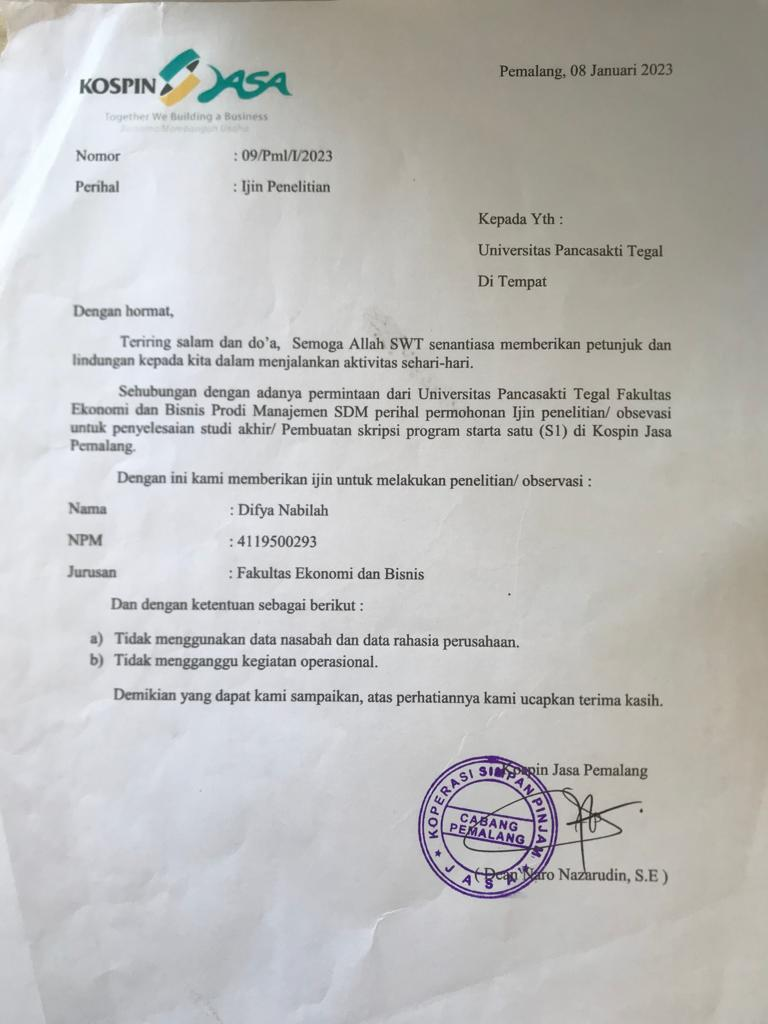 KOSPIN JASA
Together We Building a Business
Bersama Membangun Usaha
Pemalang, 08 Januari 2023
Nomor : 09/Pml/I/2023
Perihal : Ijin Penelitian
Kepada Yth :
Universitas Pancasakti Tegal
Di Tempat
Dengan hormat,
Teriring salam dan do'a, Semoga Allah SWT senantiasa memberikan petunjuk dan
lindungan kepada kita dalam menjalankan aktivitas sehari-hari.
Sehubungan dengan adanya permintaan dari Universitas Pancasakti Tegal Fakultas
Ekonomi dan Bisnis Prodi Manajemen SDM perihal permohonan Ijin penelitian/ obsevasi
untuk penyelesaian studi akhir/ Pembuatan skripsi program starta satu (S1) di Kospin Jasa
Pemalang.
Dengan ini kami memberikan ijin untuk melakukan penelitian/ observasi :
Nama : Difya Nabilah
NPM : 4119500293
Jurusan : Fakultas Ekonomi dan Bisnis
Dan dengan ketentuan sebagai berikut :
a) Tidak menggunakan data nasabah dan data rahasia perusahaan.
b) Tidak mengganggu kegiatan operasional.
Demikian yang dapat kami sampaikan, atas perhatiannya kami ucapkan terima kasih.
Kospin Jasa Pemalang
KOPERASI SIMPAN PINJAM
CABANG
PEMALANG
JASA
( Dean Naro Nazarudin, S.E )